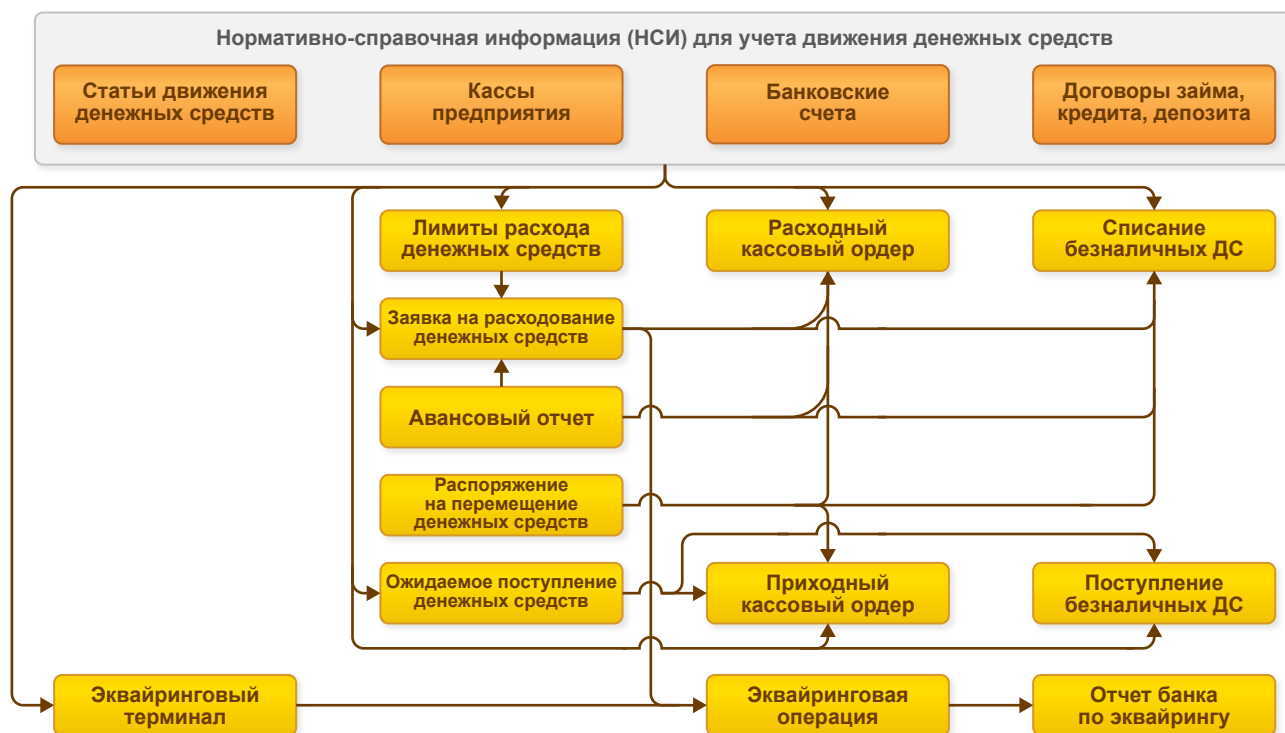 Нормативно-справочная информация (НСИ) для учета движения денежных средств
Статьи движения
денежных средств
Кассы
предприятия
Банковские
счета
Договоры займа,
кредита, депозита
Лимиты расхода
денежных средств
Расходный
кассовый ордер
Списание
безналичных ДС
Заявка на расходование
денежных средств
Авансовый отчет
Распоряжение
на перемещение
денежных средств
Ожидаемое поступление
денежных средств
Приходный
кассовый ордер
Поступление
безналичных ДС
Эквайринговый
терминал
Эквайринговая
операция
Отчет банка
по эквайрингу